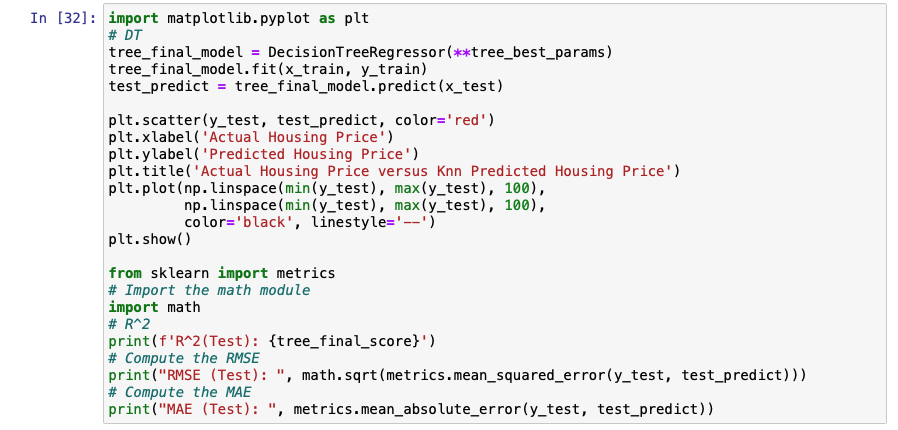 In [32]:
import matplotlib.pyplot as plt
# DT
tree_final_model = DecisionTreeRegressor(**tree_best_params)
tree_final_model.fit(x_train, y_train)
test_predict = tree_final_model.predict(x_test)

plt.scatter(y_test, test_predict, color='red')
plt.xlabel('Actual Housing Price')
plt.ylabel('Predicted Housing Price')
plt.title('Actual Housing Price versus Knn Predicted Housing Price')
plt.plot(np.linspace(min(y_test), max(y_test), 100),
         np.linspace(min(y_test), max(y_test), 100),
         color='black', linestyle='--')
plt.show()

from sklearn import metrics
# Import the math module
import math
# R^2
print(f'R^2(Test): {tree_final_score}')
# Compute the RMSE
print("RMSE (Test): ", math.sqrt(metrics.mean_squared_error(y_test, test_predict)))
# Compute the MAE
print("MAE (Test): ", metrics.mean_absolute_error(y_test, test_predict))